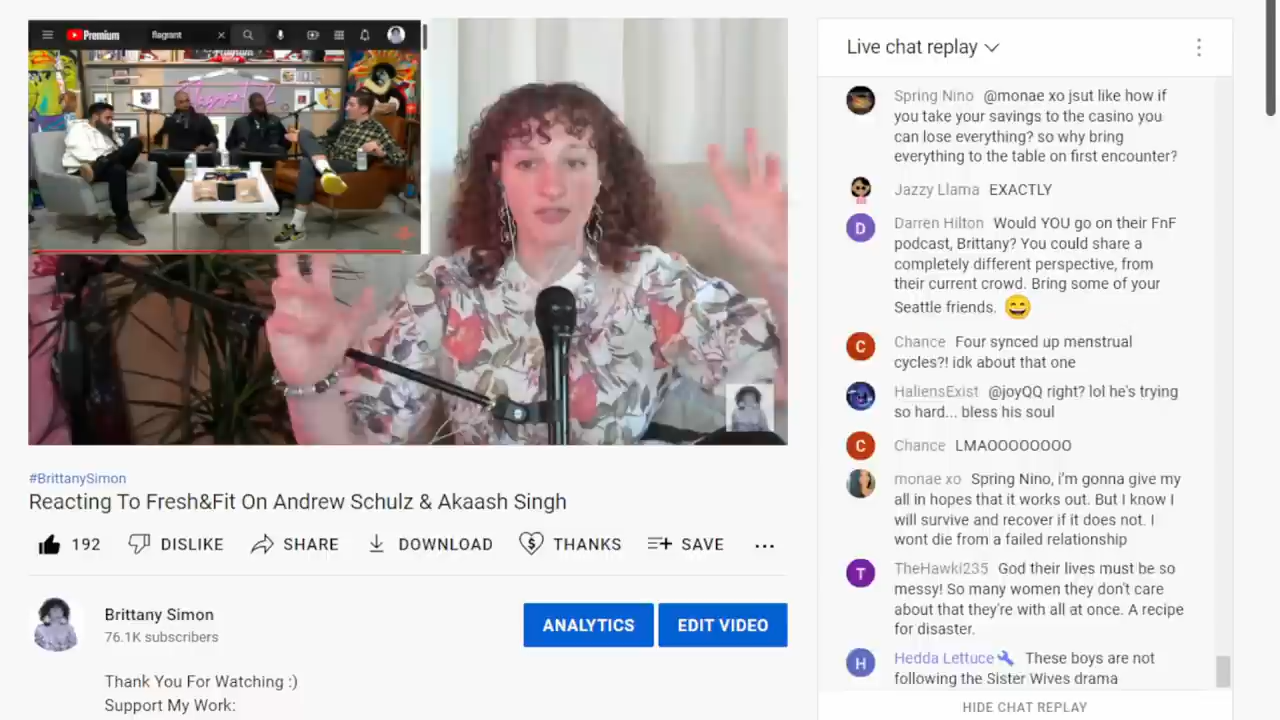 Premium
flagrant
Live chat replay
Spring Nino @monae xo jsut like how if
you take your savings to the casino you
can lose everything? so why bring
everything to the table on first encounter?
Jazzy Llama EXACTLY
Darren Hilton Would YOU go on their FnF
podcast, Brittany? You could share a
completely different perspective, from
their current crowd. Bring some of your
Seattle friends.
Chance Four synced up menstrual
cycles?! idk about that one
HaliensExist @joyQQ right? lol he's trying
so hard... bless his soul
Chance LMAOOOOOOOO
monae xo Spring Nino, i'm gonna give my
all in hopes that it works out. But I know I
will survive and recover if it does not. I
wont die from a failed relationship
TheHawki235 God their lives must be so
messy! So many women they don't care
about that they're with all at once. A recipe
for disaster.
Hedda Lettuce These boys are not
following the Sister Wives drama
HIDE CHAT REPLAY
#BrittanySimon
Reacting To Fresh&Fit On Andrew Schulz & Akaash Singh
192
DISLIKE
SHARE
DOWNLOAD
THANKS
SAVE
Brittany Simon
76.1K subscribers
ANALYTICS
EDIT VIDEO
Thank You For Watching :)
Support My Work: